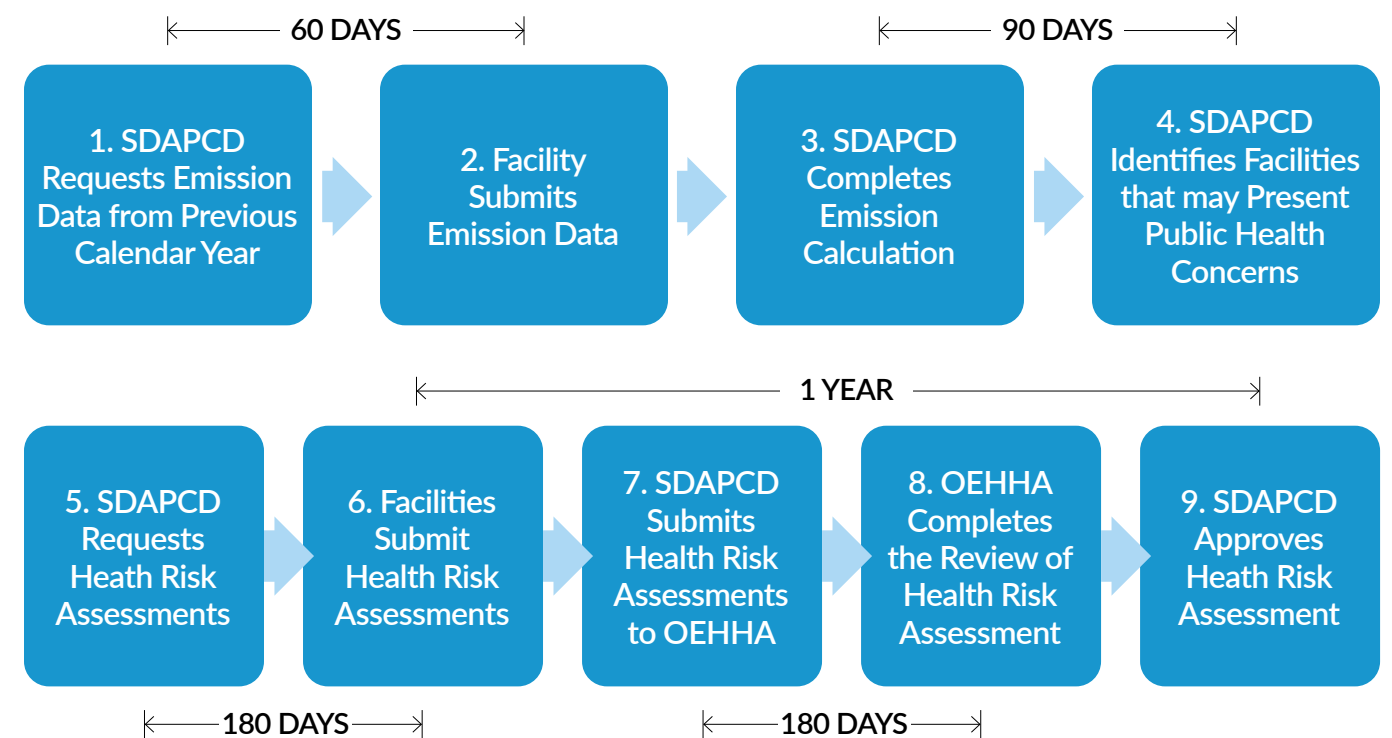 60 DAYS
90 DAYS
1. SDAPCD
Requests Emission
Data from Previous
Calendar Year
2. Facility
Submits
Emission Data
3. SDAPCD
Completes
Emission
Calculation
4. SDAPCD
Identifies Facilities
that may Present
Public Health
Concerns
1 YEAR
5. SDAPCD
Requests
Heath Risk
Assessments
6. Facilities
Submit
Health Risk
Assessments
7. SDAPCD
Submits
Health Risk
Assessments
to OEHHA
8. OEHHA
Completes
the Review of
Health Risk
Assessment
9. SDAPCD
Approves
Heath Risk
Assessment
180 DAYS
180 DAYS